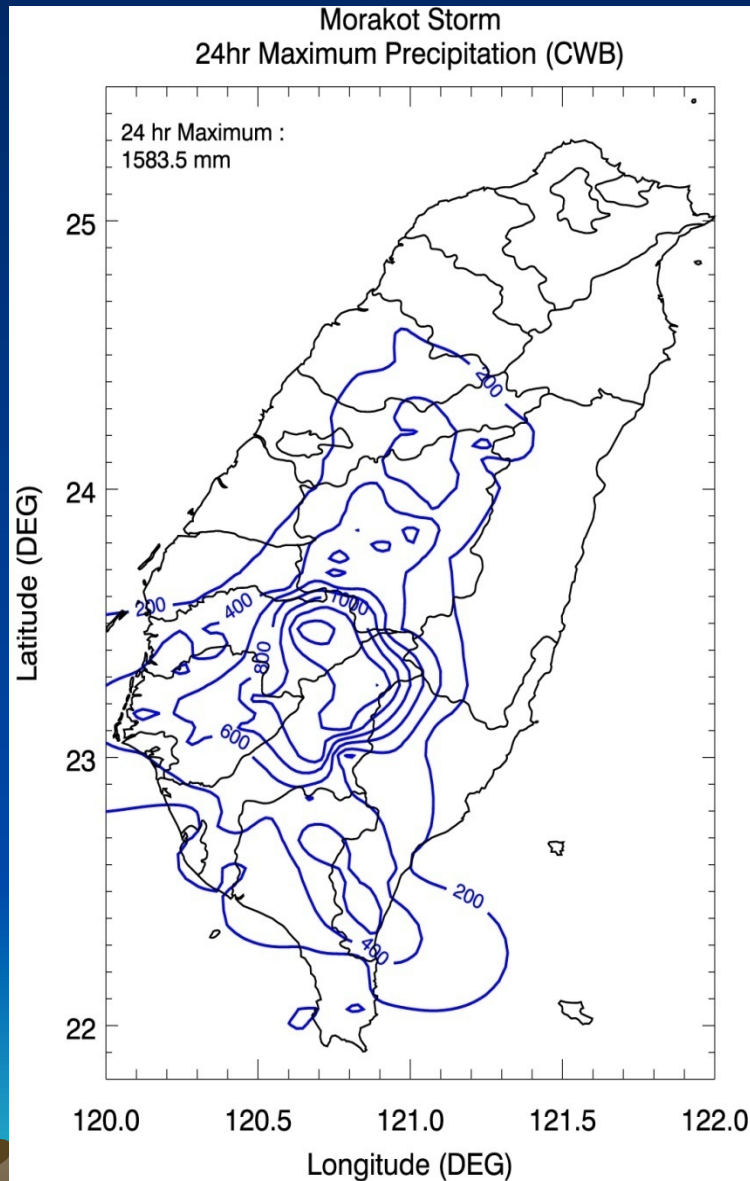 Morakot Storm
24hr Maximum Precipitation (CWB)
24 hr Maximum :
1583.5 mm
25
24
23
22
Latitude (DEG)
200
200
400
1000
800
600
200
400
120.0 120.5 121.0 121.5 122.0
Longitude (DEG)